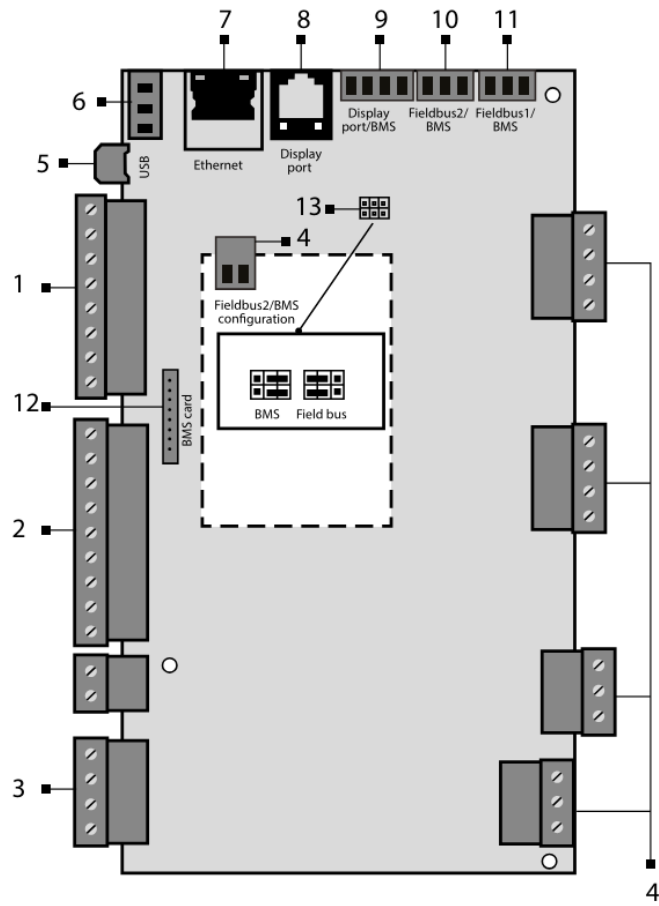 7
8
9
10
11
6
Display
port/BMS
Fieldbus2/
BMS
Fieldbus1/
BMS
5
USB
Ethernet
Display
port
13
4
1
Fieldbus2/BMS
configuration
12
BMS card
BMS
Field bus
2
3
4